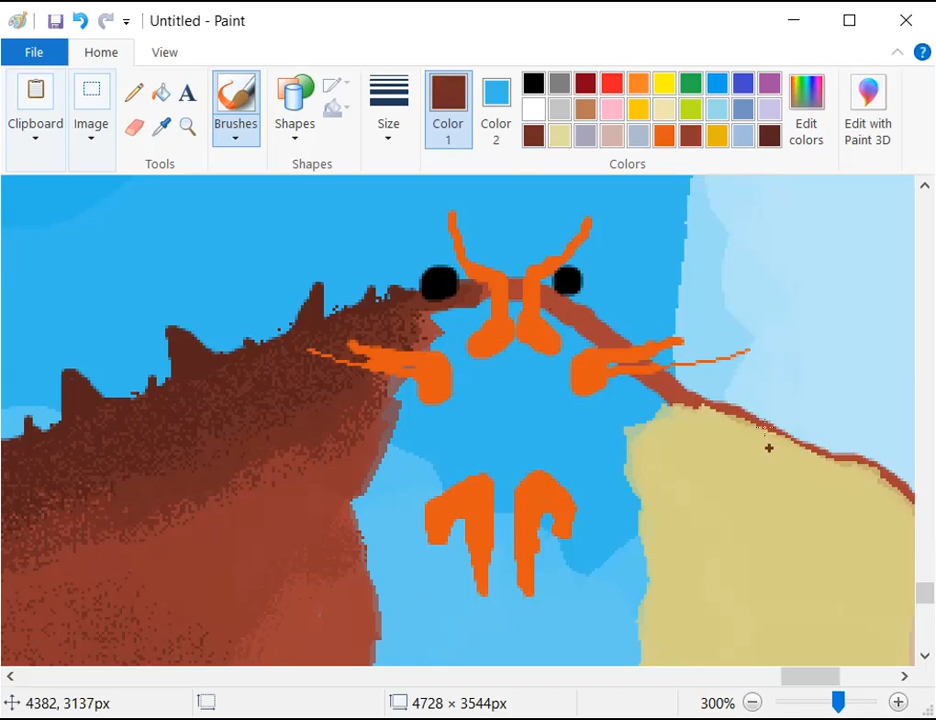 Untitled - Paint
File Home View
Clipboard Image Tools Brushes Shapes Shapes Size Color 1 Color 2 Colors Edit colors Edit with Paint 3D
4382, 3137px 4728 × 3544px 300%